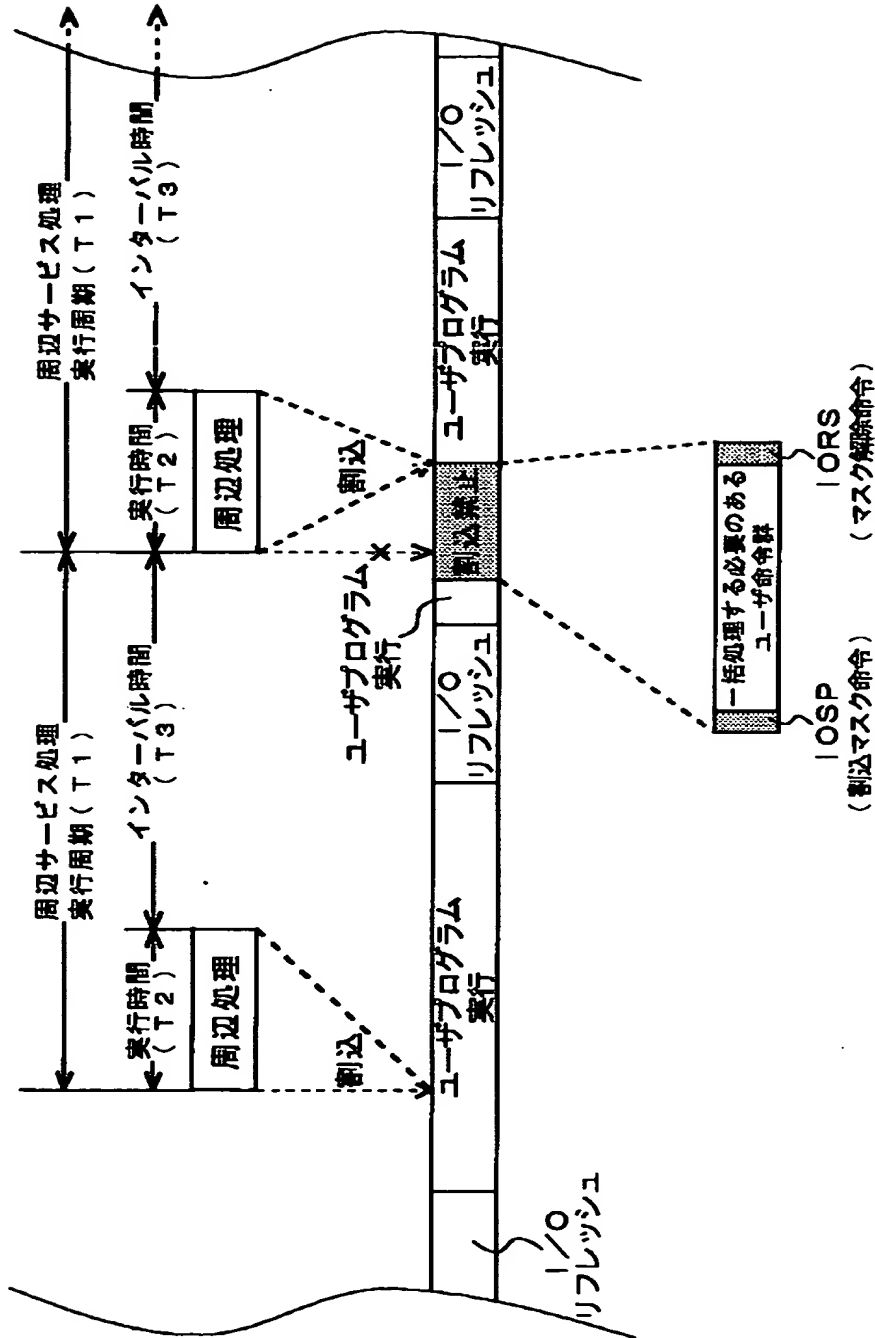 周辺サービス処理
実行周期(T1)
周辺サービス処理
実行周期(T1)
実行時間
(T2)
インターバル時間
(T3)
実行時間
(T2)
インターバル時間
(T3)
周辺処理
周辺処理
割込
ユーザプログラム
実行
割込
I/O
リフレッシュ
ユーザプログラム
実行
I/O
リフレッシュ
割込禁止
ユーザプログラム
実行
I/O
リフレッシュ
一括処理する必要のある
ユーザ命令群
IOSP
(割込マスク命令)
IORS
(マスク解除命令)